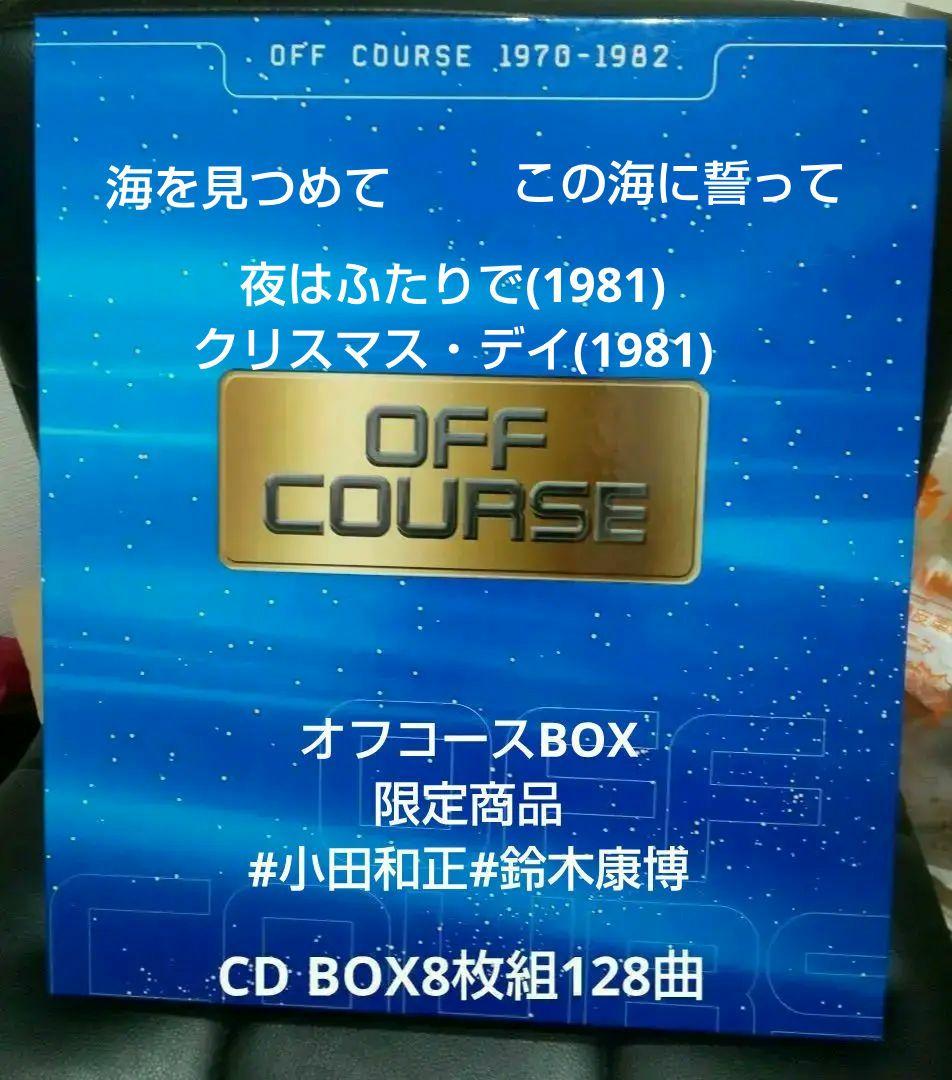 OFF COURSE 1970-1982
海を見つめて
この海に誓って
夜はふたりで(1981)
クリスマス・デイ(1981)
OFF
COURSE
オフコースBOX
限定商品
#小田和正#鈴木康博
CD BOX8枚組128曲